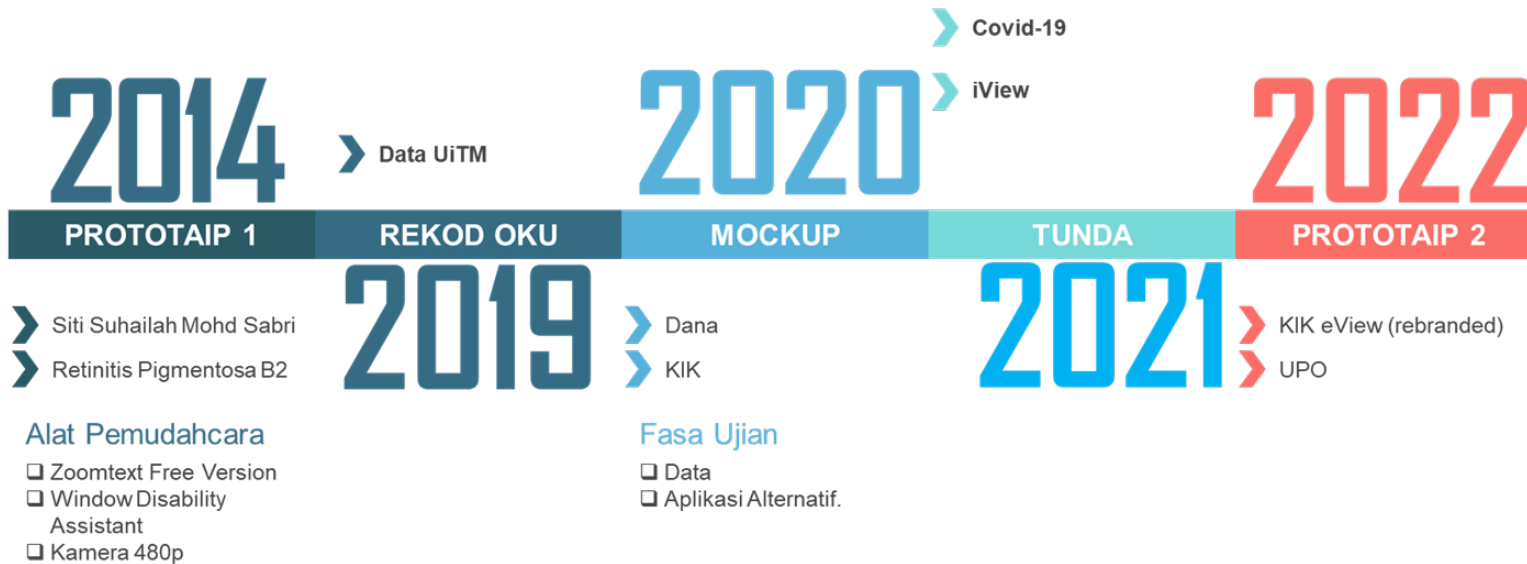 2014
PROTOTAIP 1
Siti Suhailah Mohd Sabri
Retinitis Pigmentosa B2
Alat Pemudahcara
Zoomtext Free Version
Window Disability
Assistant
Kamera 480p
Data UiTM
REKOD OKU
2019
2020
MOCKUP
Dana
KIK
Fasa Ujian
Data
Aplikasi Alternatif.
Covid-19
iView
TUNDA
2021
2022
PROTOTAIP 2
KIK eView (rebranded)
UPO